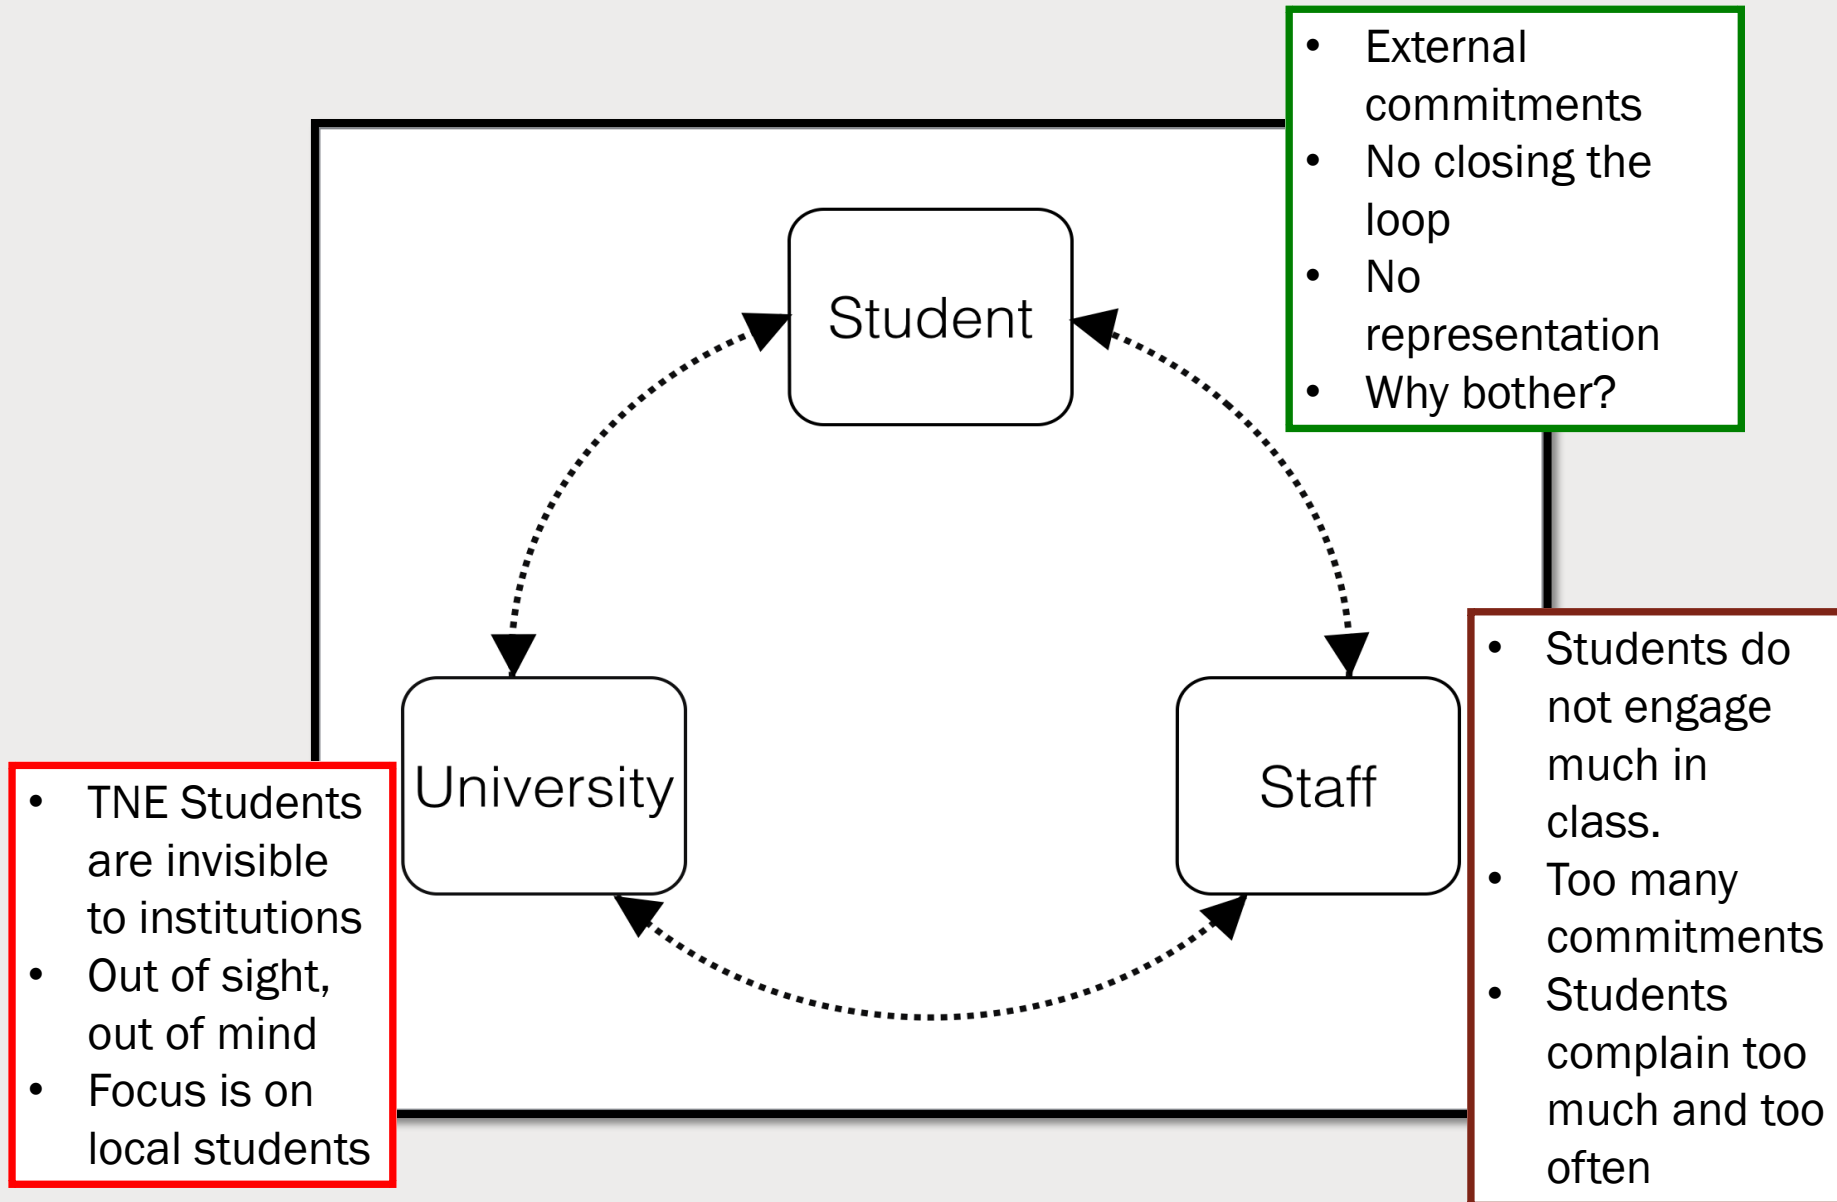 • External
commitments
• No closing the
loop
• No
representation
• Why bother?
Student
University
Staff
• Students do
not engage
much in
class.
• Too many
commitments
• Students
complain too
much and too
often
• TNE Students
are invisible
to institutions
• Out of sight,
out of mind
• Focus is on
local students